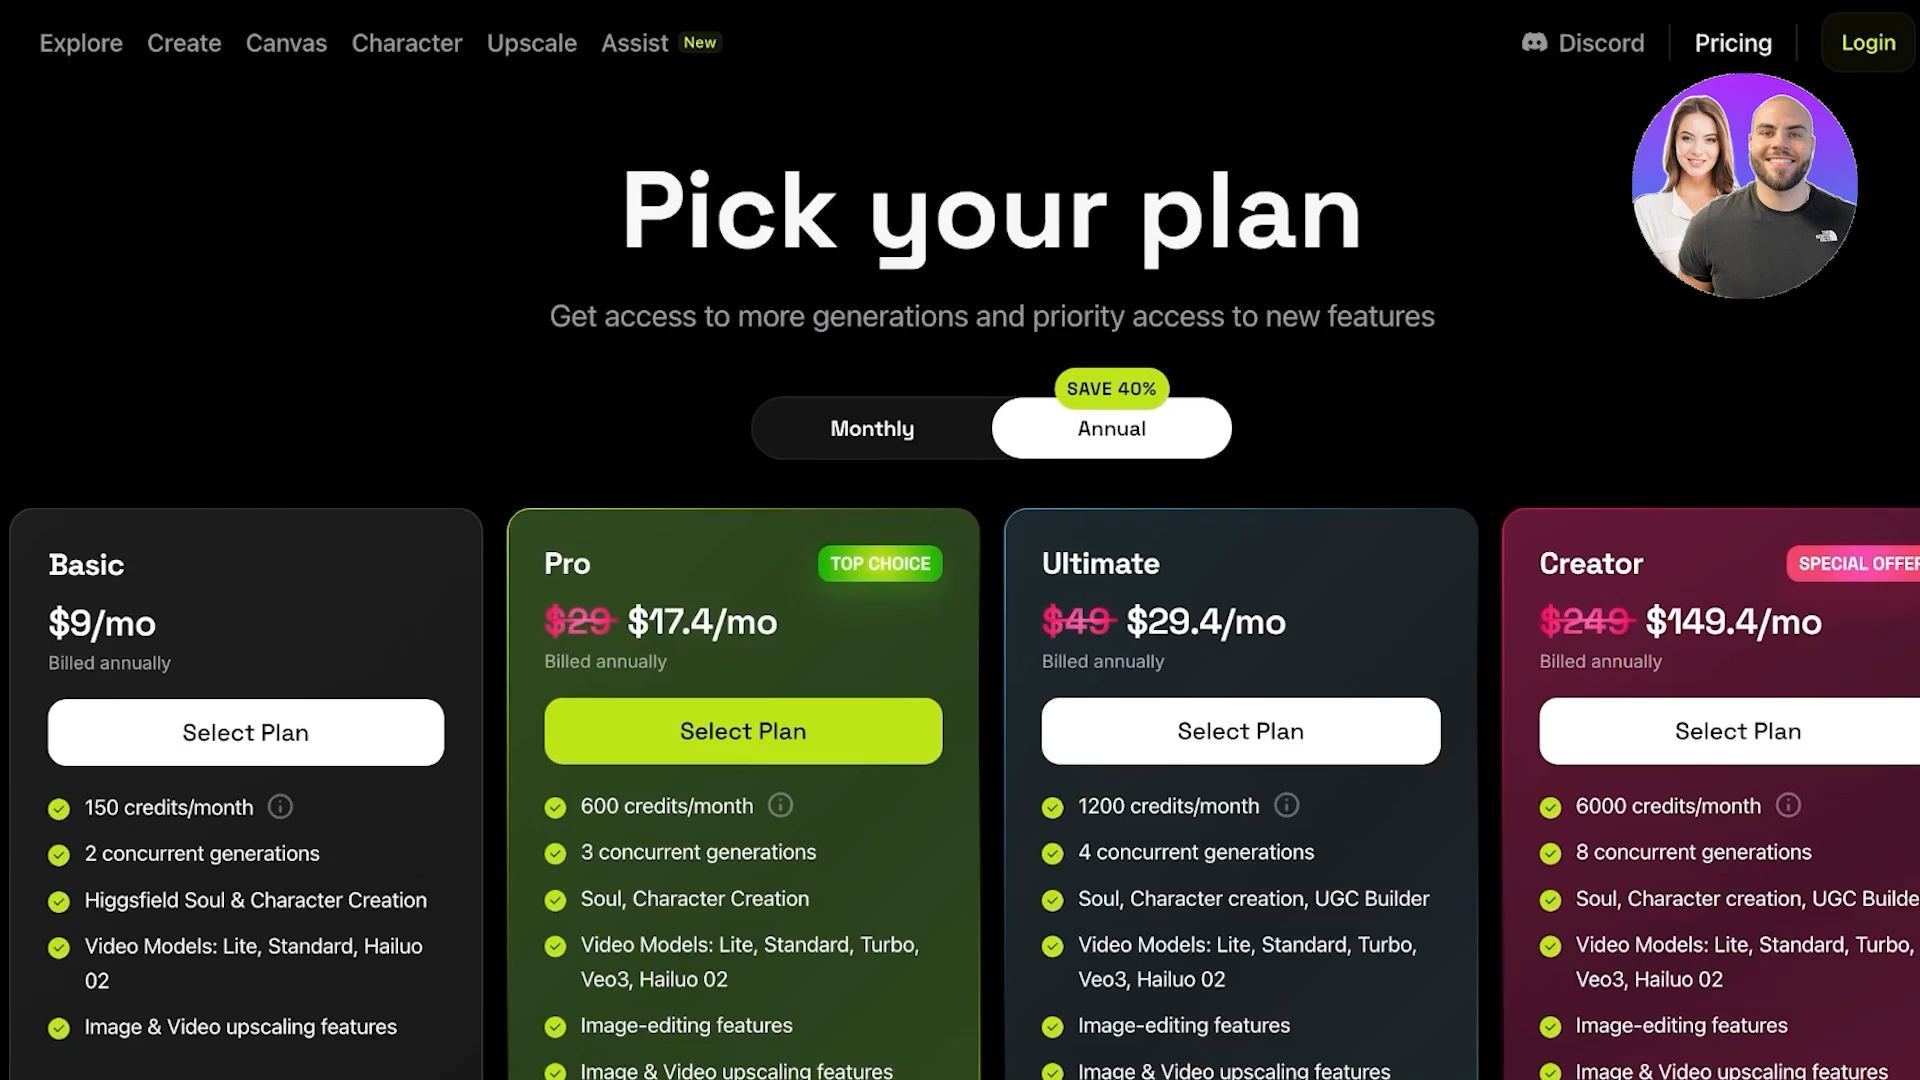 Explore Create Canvas Character Upscale Assist New
Discord Pricing Login
Pick your plan
Get access to more generations and priority access to new features
SAVE 40%
Monthly Annual
Basic
$9/mo
Billed annually
Select Plan
150 credits/month
2 concurrent generations
Higgsfield Soul & Character Creation
Video Models: Lite, Standard, Hailuo
02
Image & Video upscaling features
Pro TOP CHOICE
$29 $17.4/mo
Billed annually
Select Plan
600 credits/month
3 concurrent generations
Soul, Character Creation
Video Models: Lite, Standard, Turbo,
Veo3, Hailuo 02
Image-editing features
Image & Video upscaling features
Ultimate
$49 $29.4/mo
Billed annually
Select Plan
1200 credits/month
4 concurrent generations
Soul, Character creation, UGC Builder
Video Models: Lite, Standard, Turbo,
Veo3, Hailuo 02
Image-editing features
Image & Video upscaling features
Creator SPECIAL OFFER
$249 $149.4/mo
Billed annually
Select Plan
6000 credits/month
8 concurrent generations
Soul, Character creation, UGC Builde
Video Models: Lite, Standard, Turbo,
Veo3, Hailuo 02
Image-editing features
Image & Video upscaling features